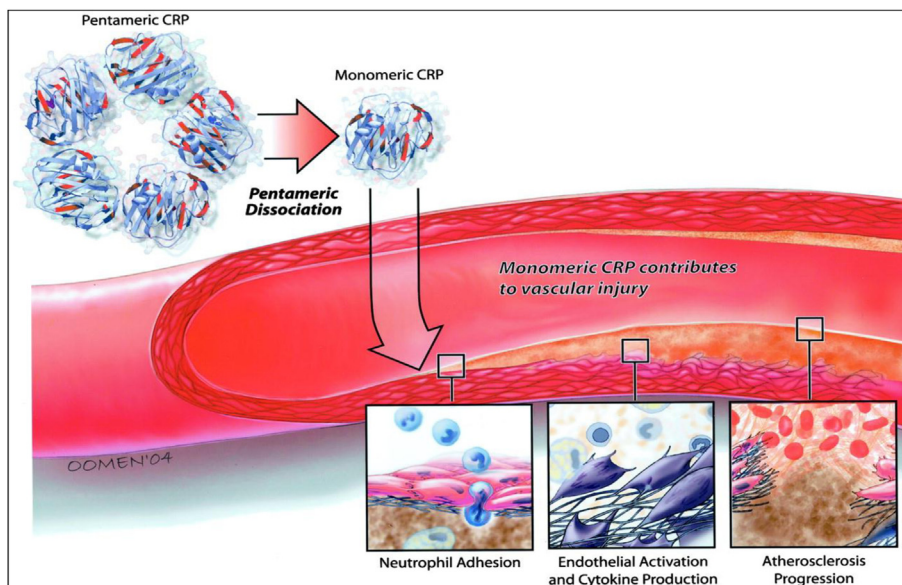 Pentameric CRP
Monomeric CRP
Pentameric
Dissociation
Monomeric CRP contributes
to vascular injury
OOMEN'04
Neutrophil Adhesion
Endothelial Activation
and Cytokine Production
Atherosclerosis
Progression